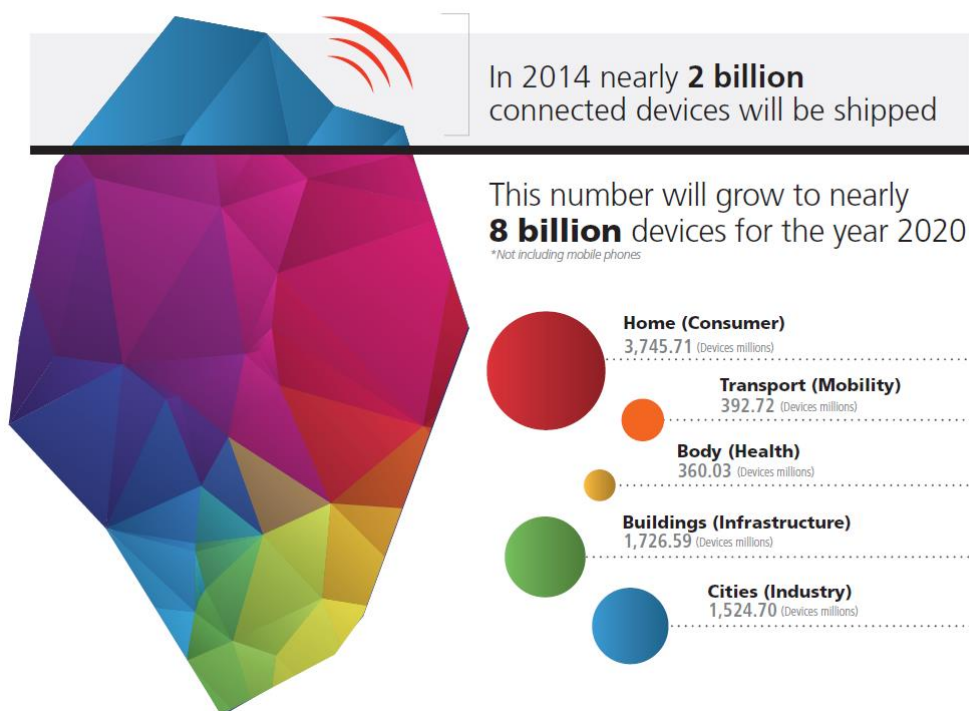 In 2014 nearly 2 billion
connected devices will be shipped
This number will grow to nearly
8 billion devices for the year 2020
*Not including mobile phones
Home (Consumer)
3,745.71 (Devices millions)
Transport (Mobility)
392.72 (Devices millions)
Body (Health)
360.03 (Devices millions)
Buildings (Infrastructure)
1,726.59 (Devices millions)
Cities (Industry)
1,524.70 (Devices millions)